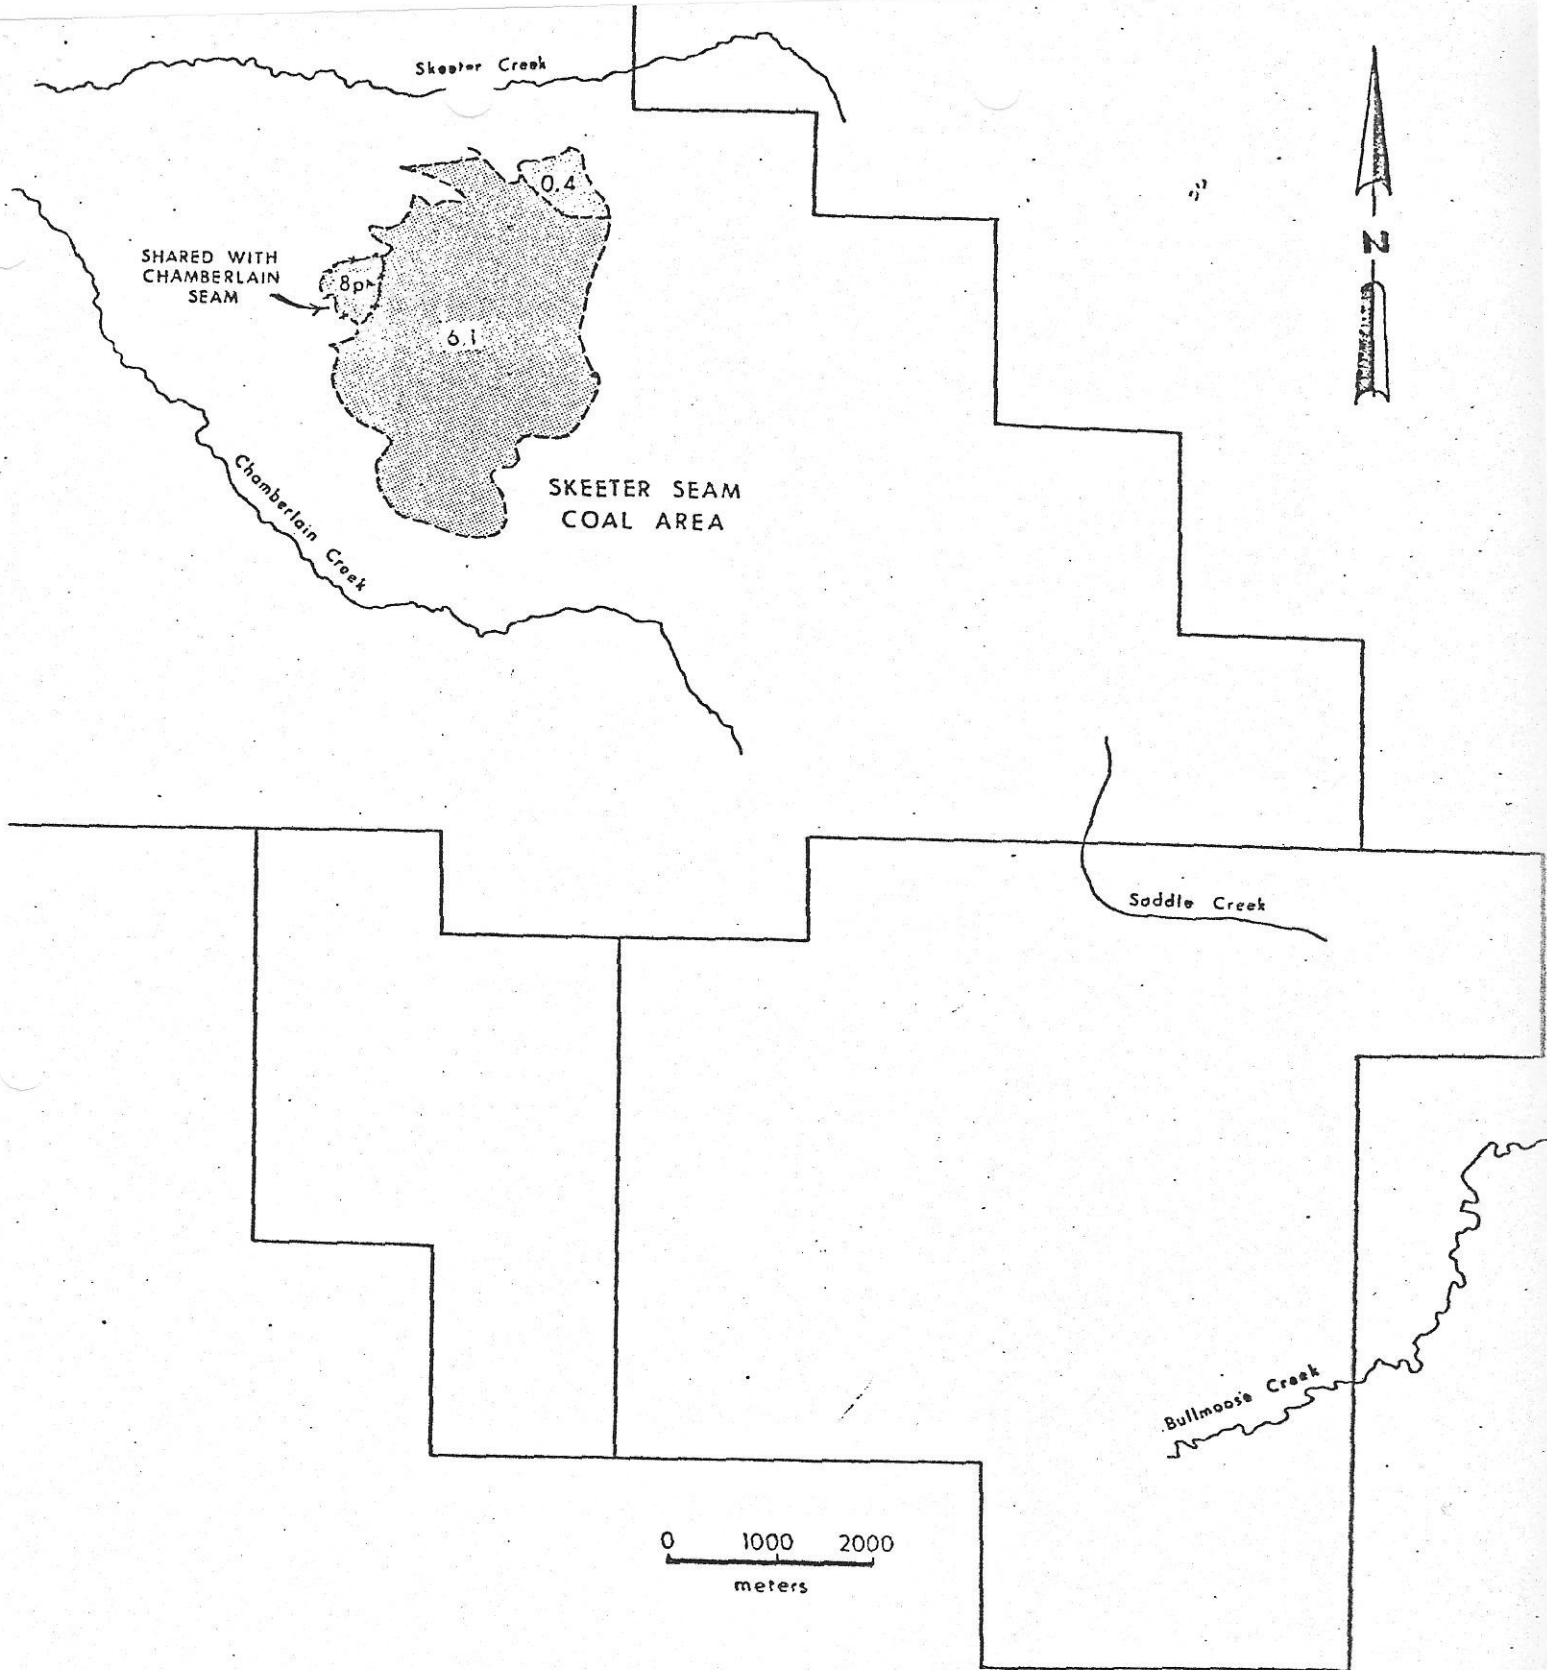 Skeeter Creek
0.4
SHARED WITH
CHAMBERLAIN
SEAM
8p
6.1
SKEETER SEAM
COAL AREA
Chamberlain Creek
N
Saddle Creek
Bullmoose Creek
0 1000 2000
meters